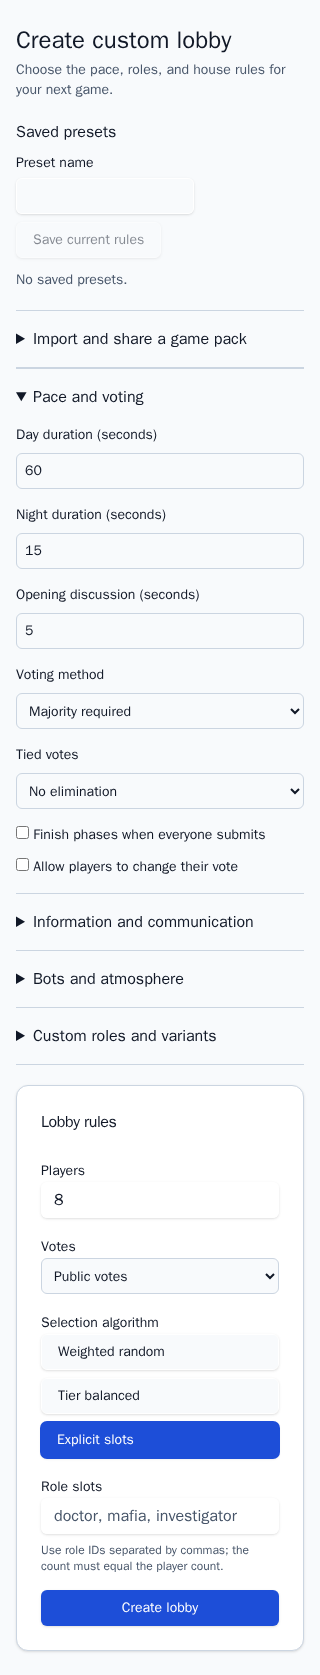 Create custom lobby
Choose the pace, roles, and house rules for
your next game.
Saved presets
Preset name
Save current rules
No saved presets.
Import and share a game pack
Pace and voting
Day duration (seconds)
60
Night duration (seconds)
15
Opening discussion (seconds)
5
Voting method
Majority required
Tied votes
No elimination
Finish phases when everyone submits
Allow players to change their vote
Information and communication
Bots and atmosphere
Custom roles and variants
Lobby rules
Players
8
Votes
Public votes
Selection algorithm
Weighted random
Tier balanced
Explicit slots
Role slots
doctor, mafia, investigator
Use role IDs separated by commas; the
count must equal the player count.
Create lobby